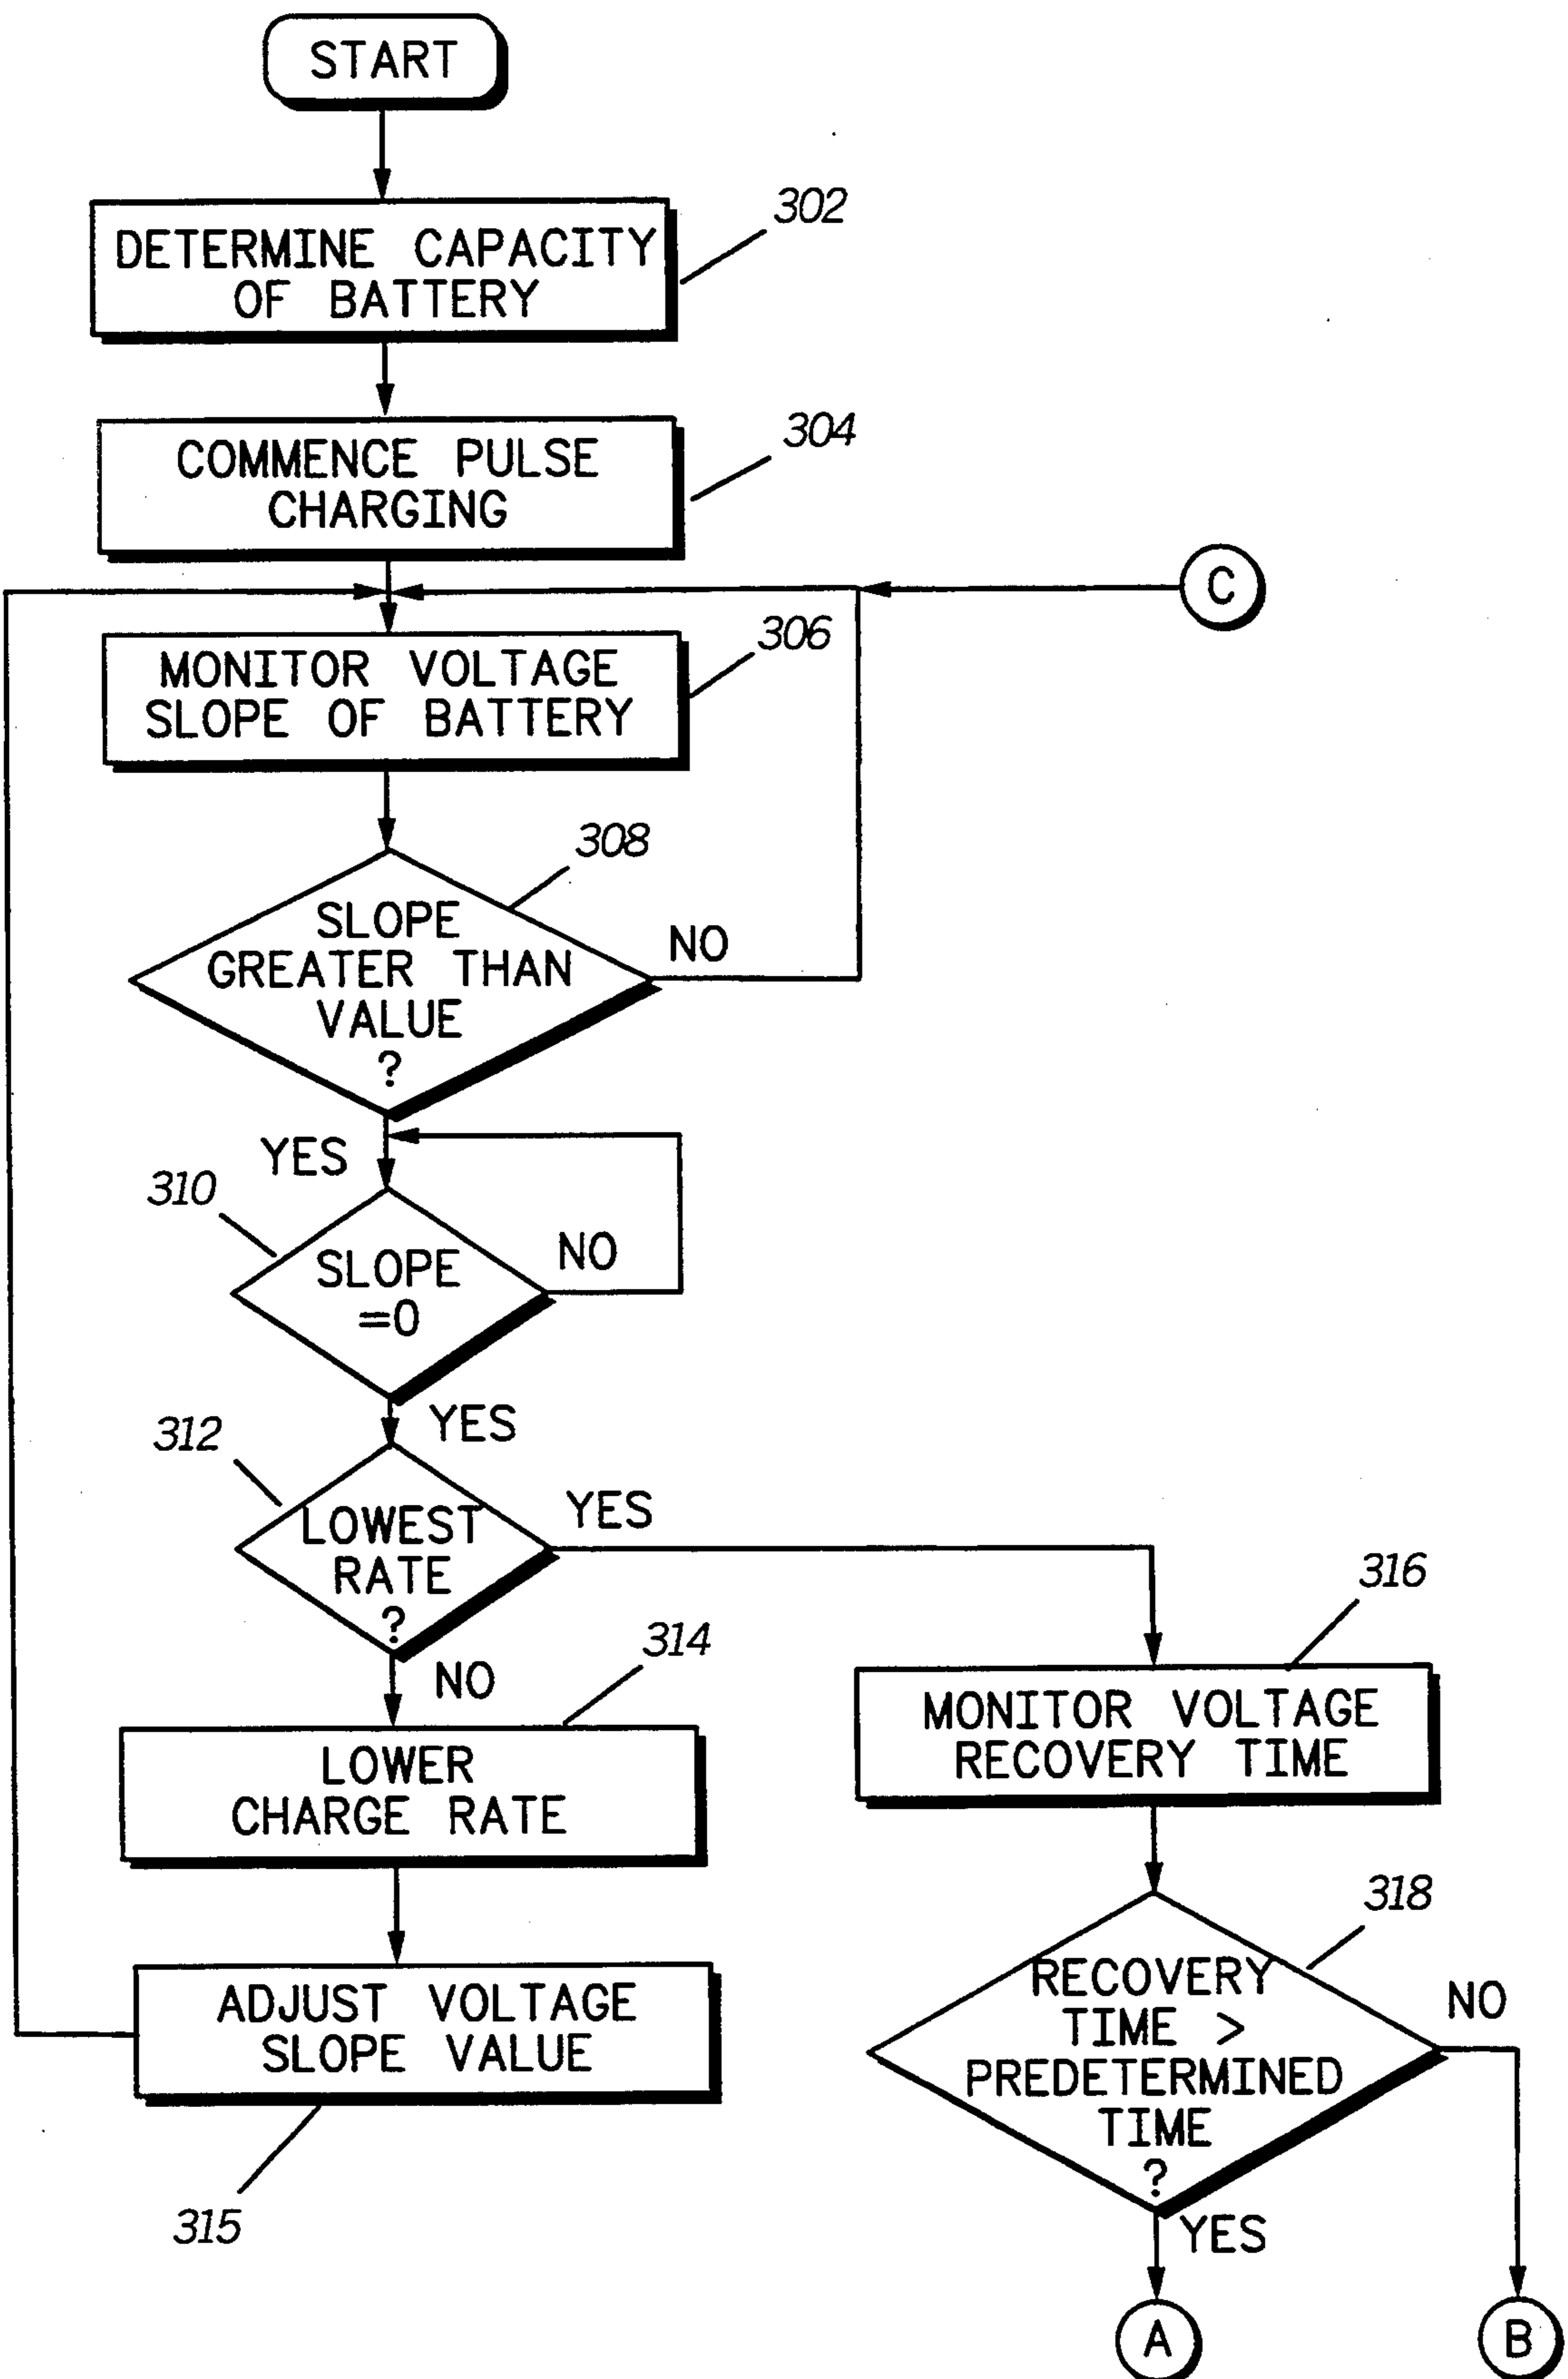 START
302
DETERMINE CAPACITY
OF BATTERY
304
COMMENCE PULSE
CHARGING
C
306
MONITOR VOLTAGE
SLOPE OF BATTERY
308
SLOPE
GREATER THAN
VALUE
?
NO
YES
310
SLOPE
=0
NO
YES
312
LOWEST
RATE
?
YES
NO
314
LOWER
CHARGE RATE
ADJUST VOLTAGE
SLOPE VALUE
315
316
MONITOR VOLTAGE
RECOVERY TIME
318
RECOVERY
TIME >
PREDETERMINED
TIME
?
NO
YES
A
B